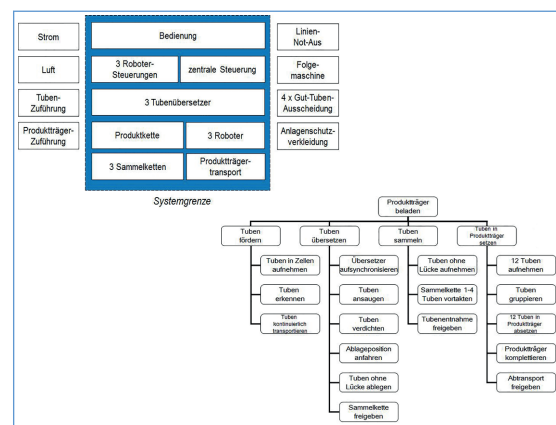 Strom
Luft
Tuben-
Zuführung
Produktträger-
Zuführung
Bedienung
3 Roboter-
Steuerungen
zentrale Steuerung
3 Tubenübersetzer
Produktkette
3 Roboter
3 Sammelketten
Produktträger-
transport
Systemgrenze
Linien-
Not-Aus
Folge-
maschine
4 x Gut-Tuben-
Ausscheidung
Anlagenschutz-
verkleidung
Produktträger
beladen
Tuben
fördern
Tuben in Zellen
aufnehmen
Tuben
erkennen
Tuben
kontinuierlich
transportieren
Tuben
übersetzen
Übersetzer
aufsynchronisieren
Tuben
ansaugen
Tuben
verdichten
Ablageposition
anfahren
Tuben ohne
Lücke ablegen
Sammelkette
freigeben
Tuben
sammeln
Tuben ohne
Lücke aufnehmen
Sammelkette 1-4
Tuben vortakten
Tubenentnahme
freigeben
Tuben in
Produktträger
setzen
12 Tuben
aufnehmen
Tuben
gruppieren
12 Tuben in
Produktträger
absetzen
Produktträger
komplettieren
Abtransport
freigeben